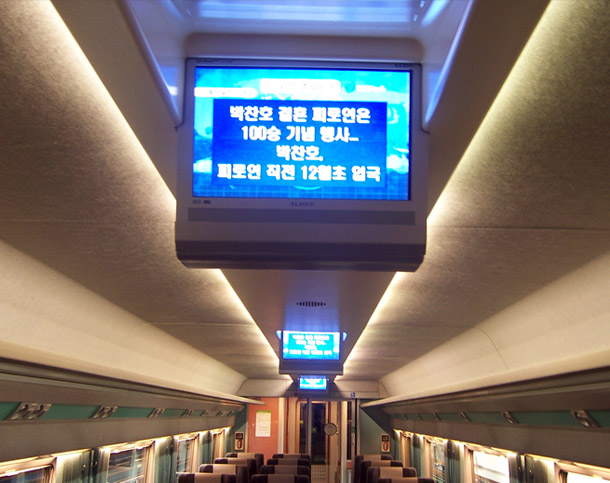 박찬호 결혼 피로연은
100승 기념 행사...
박찬호,
피로연 직전 12월초 입국